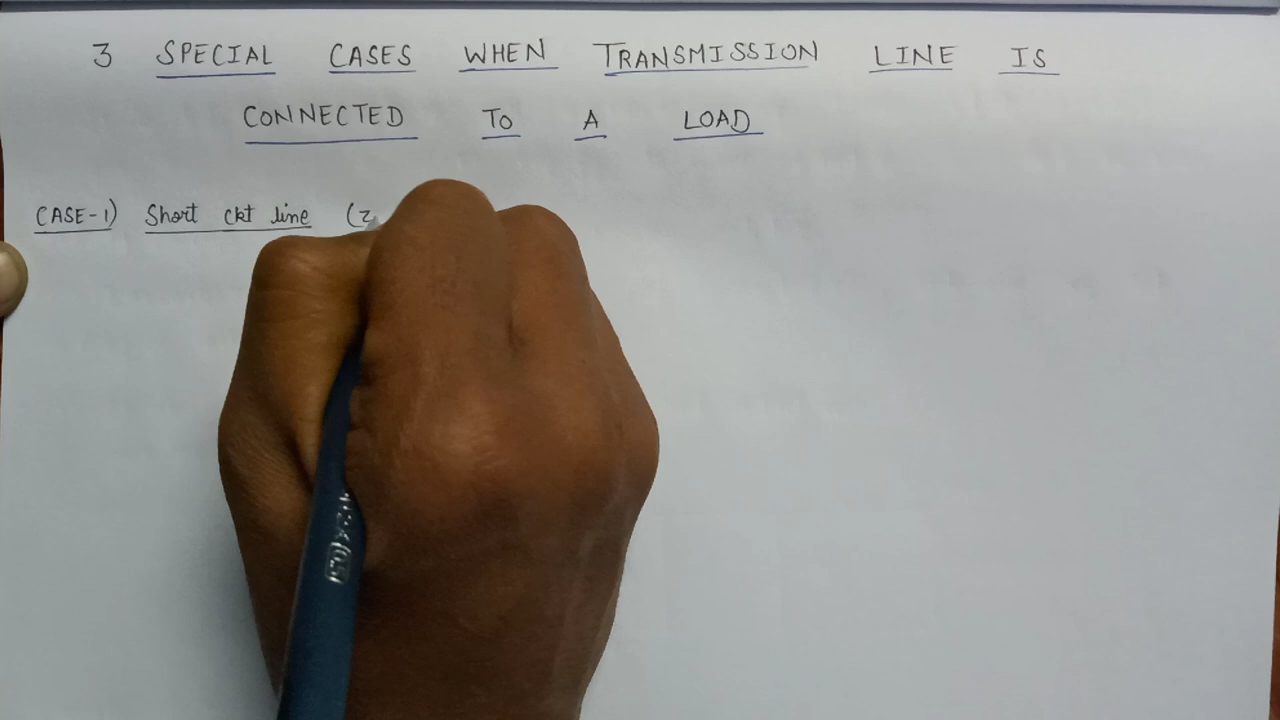 3 SPECIAL CASES WHEN TRANSMISSION LINE IS
CONNECTED TO A LOAD
CASE-1) Short ckt line (Z